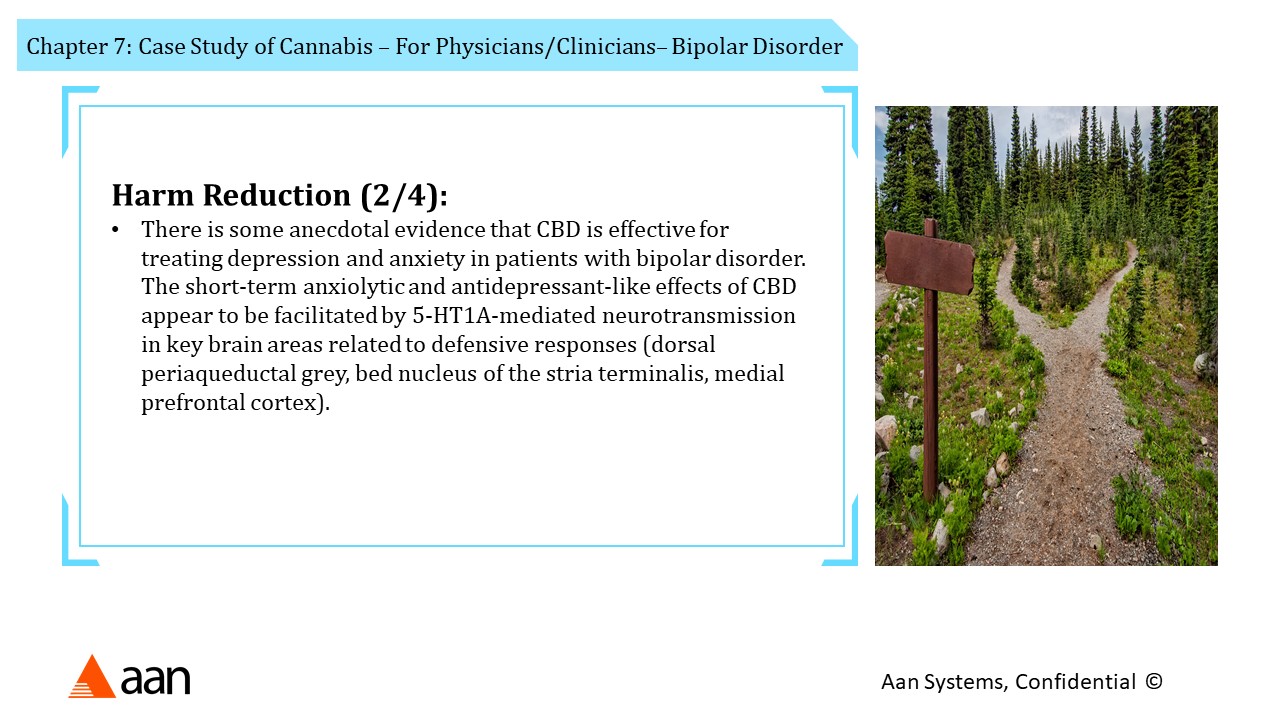 Chapter 7: Case Study of Cannabis – For Physicians/Clinicians– Bipolar Disorder
Harm Reduction (2/4):
• There is some anecdotal evidence that CBD is effective for
treating depression and anxiety in patients with bipolar disorder.
The short-term anxiolytic and antidepressant-like effects of CBD
appear to be facilitated by 5-HT1A-mediated neurotransmission
in key brain areas related to defensive responses (dorsal
periaqueductal grey, bed nucleus of the stria terminalis, medial
prefrontal cortex).
aan
Aan Systems, Confidential ©